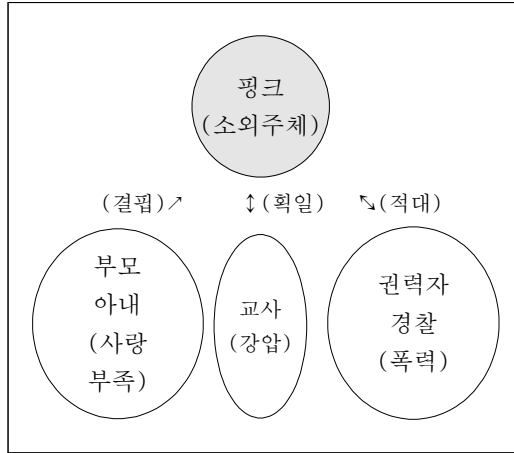 핑크
(소외주체)
(결핍)↗ ↕(획일) ↘(적대)
부모
아내
(사랑
부족)
교사
(강압)
권력자
경찰
(폭력)